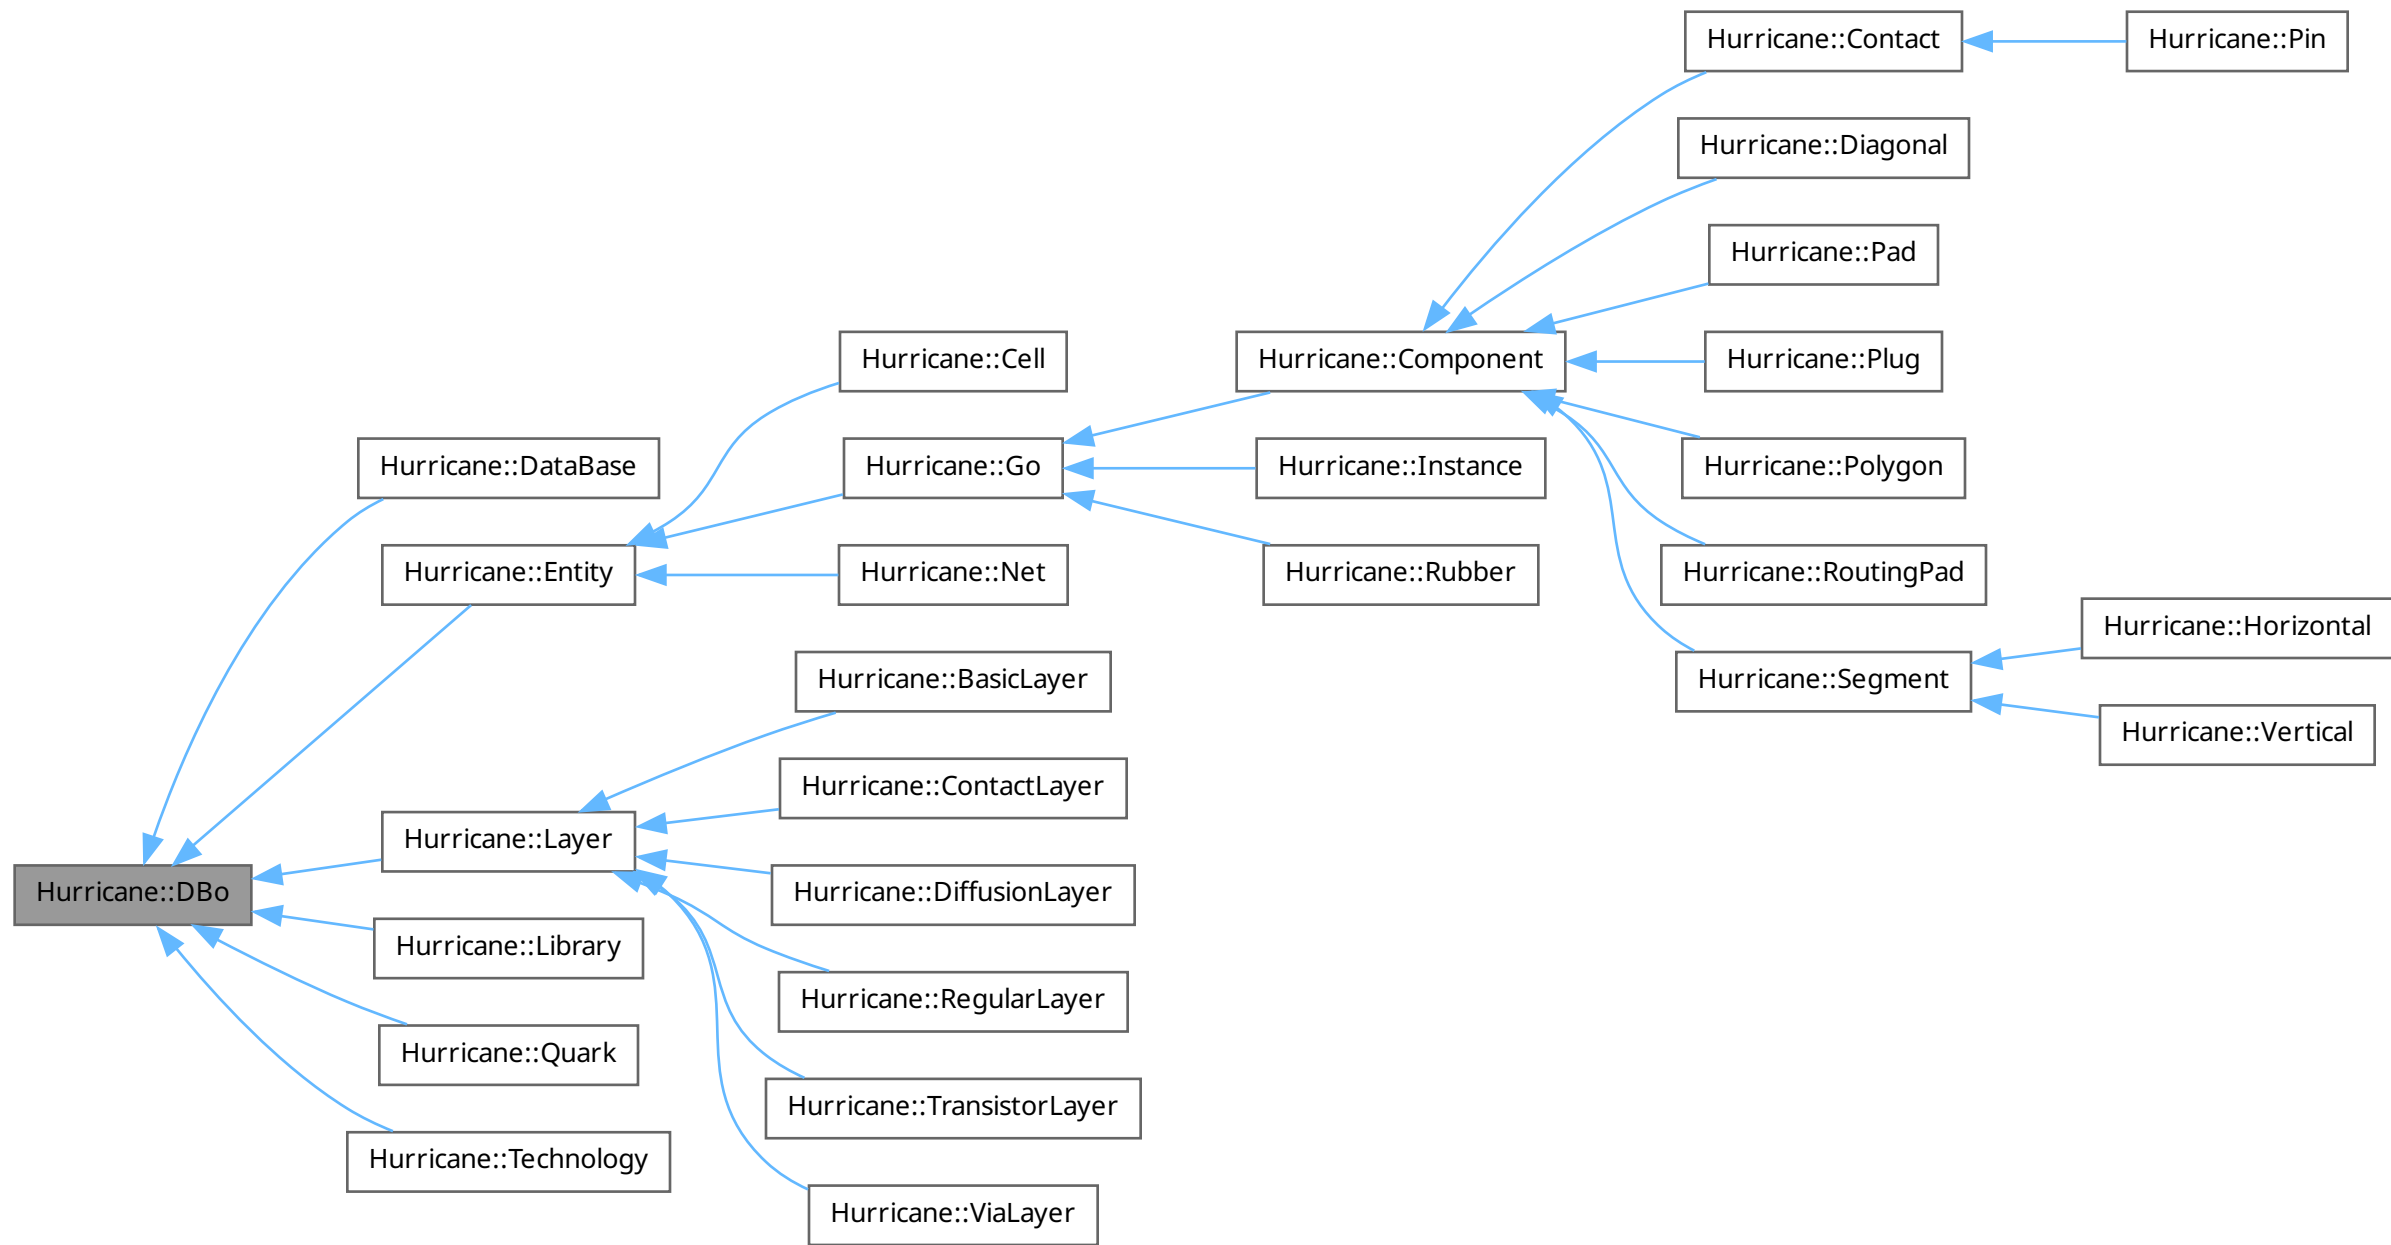 Hurricane::Contact
Hurricane::Pin
Hurricane::Diagonal
Hurricane::Pad
Hurricane::Cell
Hurricane::Component
Hurricane::Plug
Hurricane::DataBase
Hurricane::Go
Hurricane::Instance
Hurricane::Polygon
Hurricane::Entity
Hurricane::Net
Hurricane::Rubber
Hurricane::RoutingPad
Hurricane::Horizontal
Hurricane::BasicLayer
Hurricane::Segment
Hurricane::Vertical
Hurricane::ContactLayer
Hurricane::Layer
Hurricane::DBo
Hurricane::DiffusionLayer
Hurricane::Library
Hurricane::RegularLayer
Hurricane::Quark
Hurricane::TransistorLayer
Hurricane::Technology
Hurricane::ViaLayer